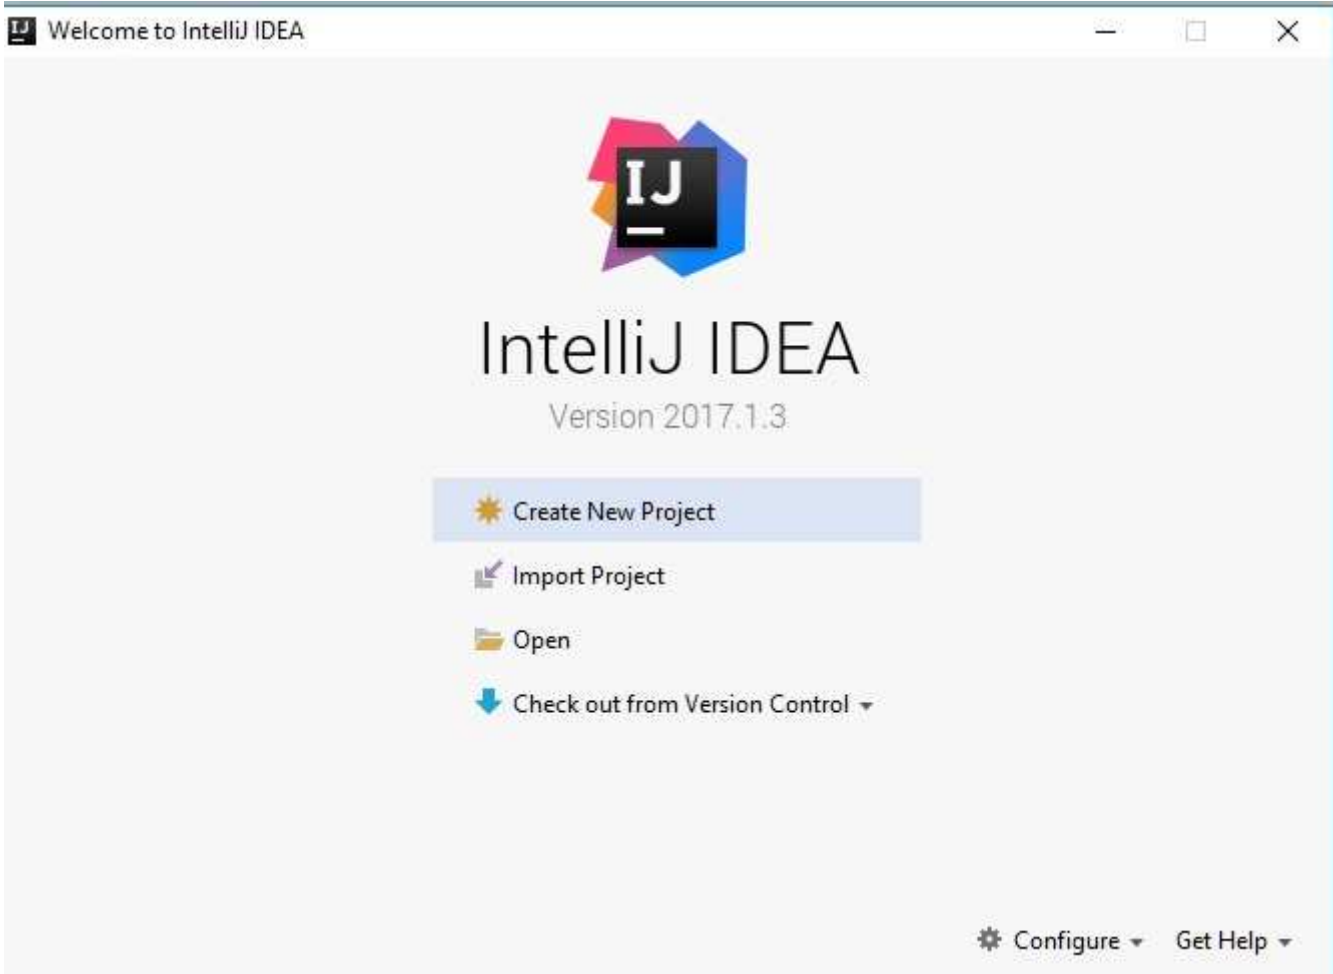 IJ Welcome to IntelliJ IDEA
IJ
IntelliJ IDEA
Version 2017.1.3
Create New Project
Import Project
Open
Check out from Version Control
Configure Get Help